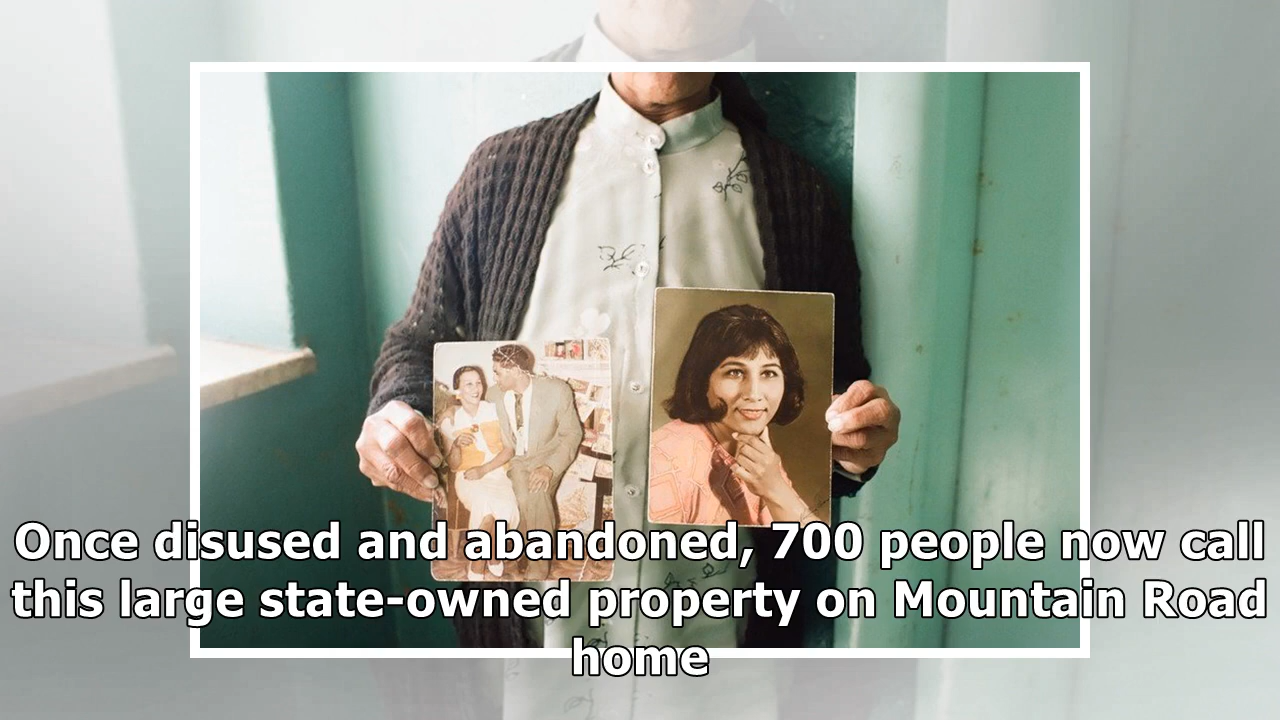 Once disused and abandoned, 700 people now call
this large state-owned property on Mountain Road
home